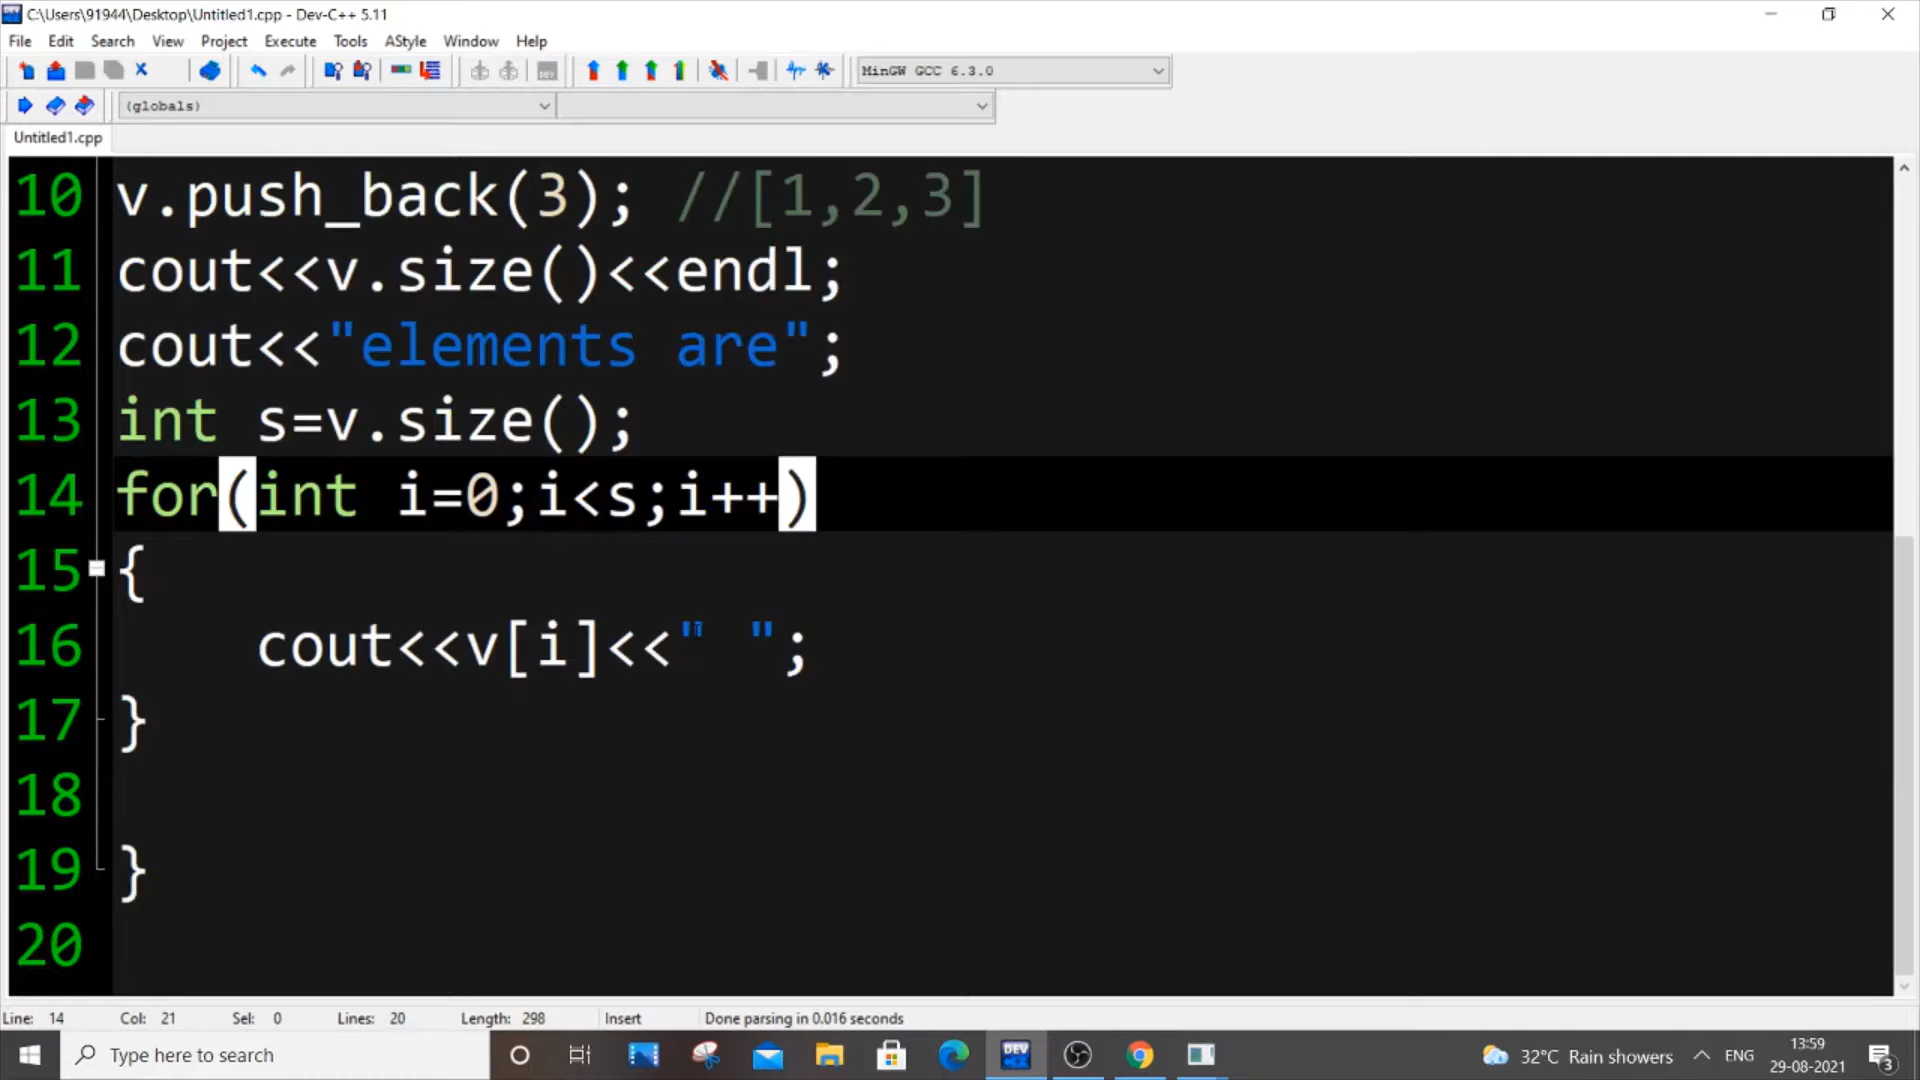 C:\Users\91944\Desktop\Untitled1.cpp - Dev-C++ 5.11
File Edit Search View Project Execute Tools AStyle Window Help
MinGW GCC 6.3.0
(globals)
Untitled1.cpp
10 v.push_back(3); //[1,2,3]
11 cout<<v.size()<<endl;
12 cout<<"elements are";
13 int s=v.size();
14 for(int i=0;i<s;i++)
15 {
16 cout<<v[i]<<" ";
17 }
18
19 }
20
Line: 14 Col: 21 Sel: 0 Lines: 20 Length: 298 Insert Done parsing in 0.016 seconds
Type here to search
DEV
32°C Rain showers
ENG
13:59
29-08-2021
3